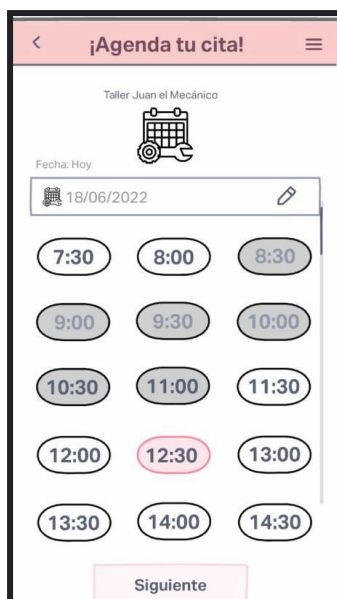 ¡Agenda tu cita!
Taller Juan el Mecánico
Fecha: Hoy
18/06/2022
7:30 8:00 8:30
9:00 9:30 10:00
10:30 11:00 11:30
12:00 12:30 13:00
13:30 14:00 14:30
Siguiente